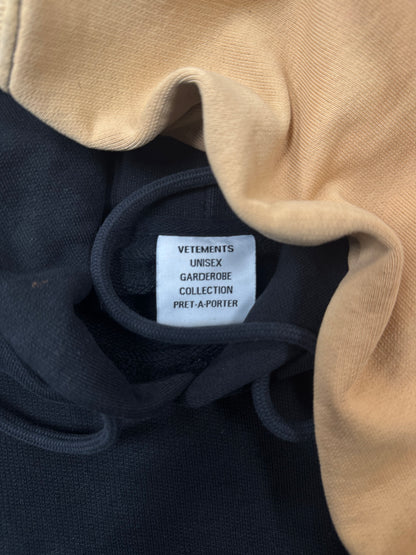 VETEMENTS
UNISEX
GARDEROBE
COLLECTION
PRET-A-PORTER